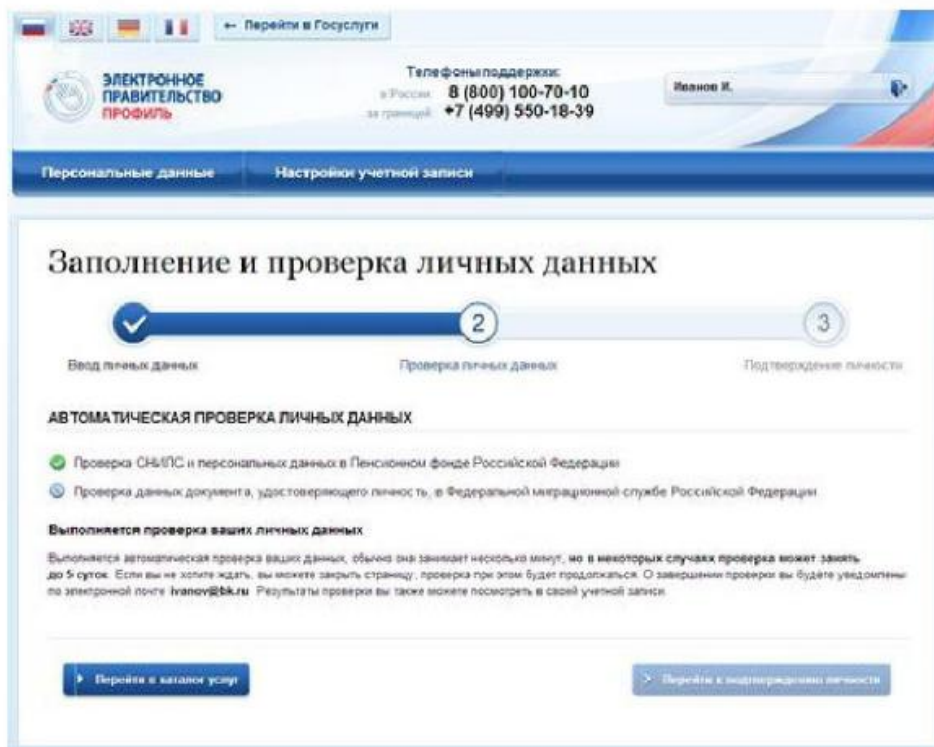 ← Перейти в Госуслуги
ЭЛЕКТРОННОЕ
ПРАВИТЕЛЬСТВО
ПРОФИЛЬ
Телефоны поддержки:
в России 8 (800) 100-70-10
за границей +7 (499) 550-18-39
Иванов И.
Персональные данные Настройки учетной записи
Заполнение и проверка личных данных
2 3
Ввод личных данных Проверка личных данных Подтверждение личности
АВТОМАТИЧЕСКАЯ ПРОВЕРКА ЛИЧНЫХ ДАННЫХ
Проверка СНИЛС и персональных данных в Пенсионном фонде Российской Федерации
Проверка данных документа, удостоверяющего личность, в Федеральной миграционной службе Российской Федерации
Выполняется проверка ваших личных данных
Выполняется автоматическая проверка ваших данных, обычно она занимает несколько минут, но в некоторых случаях проверка может занять
до 5 суток. Если вы не хотите ждать, вы можете закрыть страницу, проверка при этом будет продолжаться. О завершении проверки вы будете уведомлены
по электронной почте ivanov@bk.ru. Результаты проверки вы также можете посмотреть в своей учетной записи.
Перейти в каталог услуг Перейти к подтверждению личности